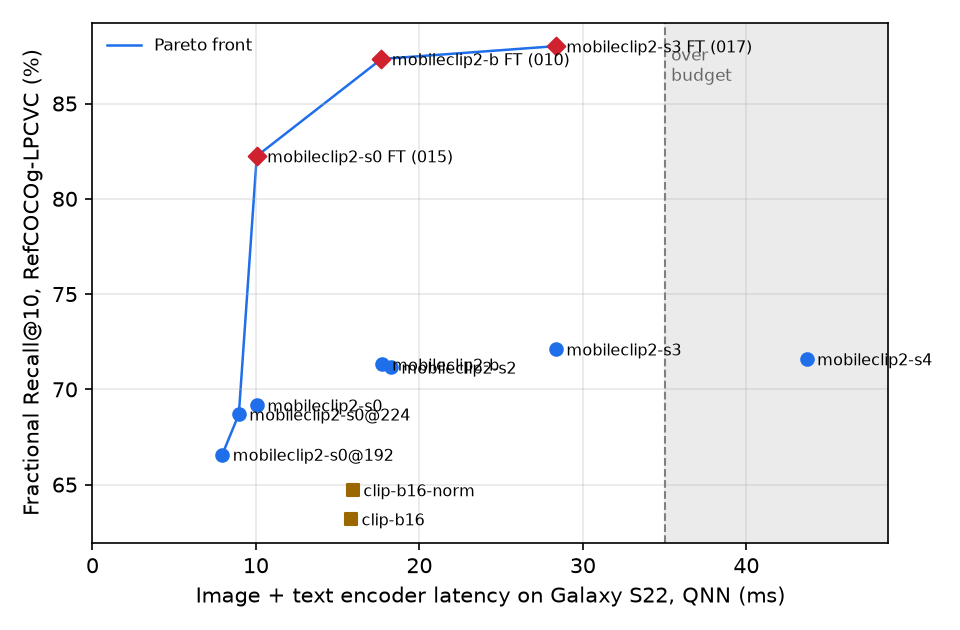 Pareto front
mobileclip2-s3 FT (017)
over
budget
mobileclip2-b FT (010)
mobileclip2-s0 FT (015)
mobileclip2-s3
mobileclip2-s4
mobileclip2-b
mobileclip2-s2
mobileclip2-s0
mobileclip2-s0@224
mobileclip2-s0@192
clip-b16-norm
clip-b16
85
80
75
70
65
0
10
20
30
40
Fractional Recall@10, RefCOCOg-LPCVC (%)
Image + text encoder latency on Galaxy S22, QNN (ms)